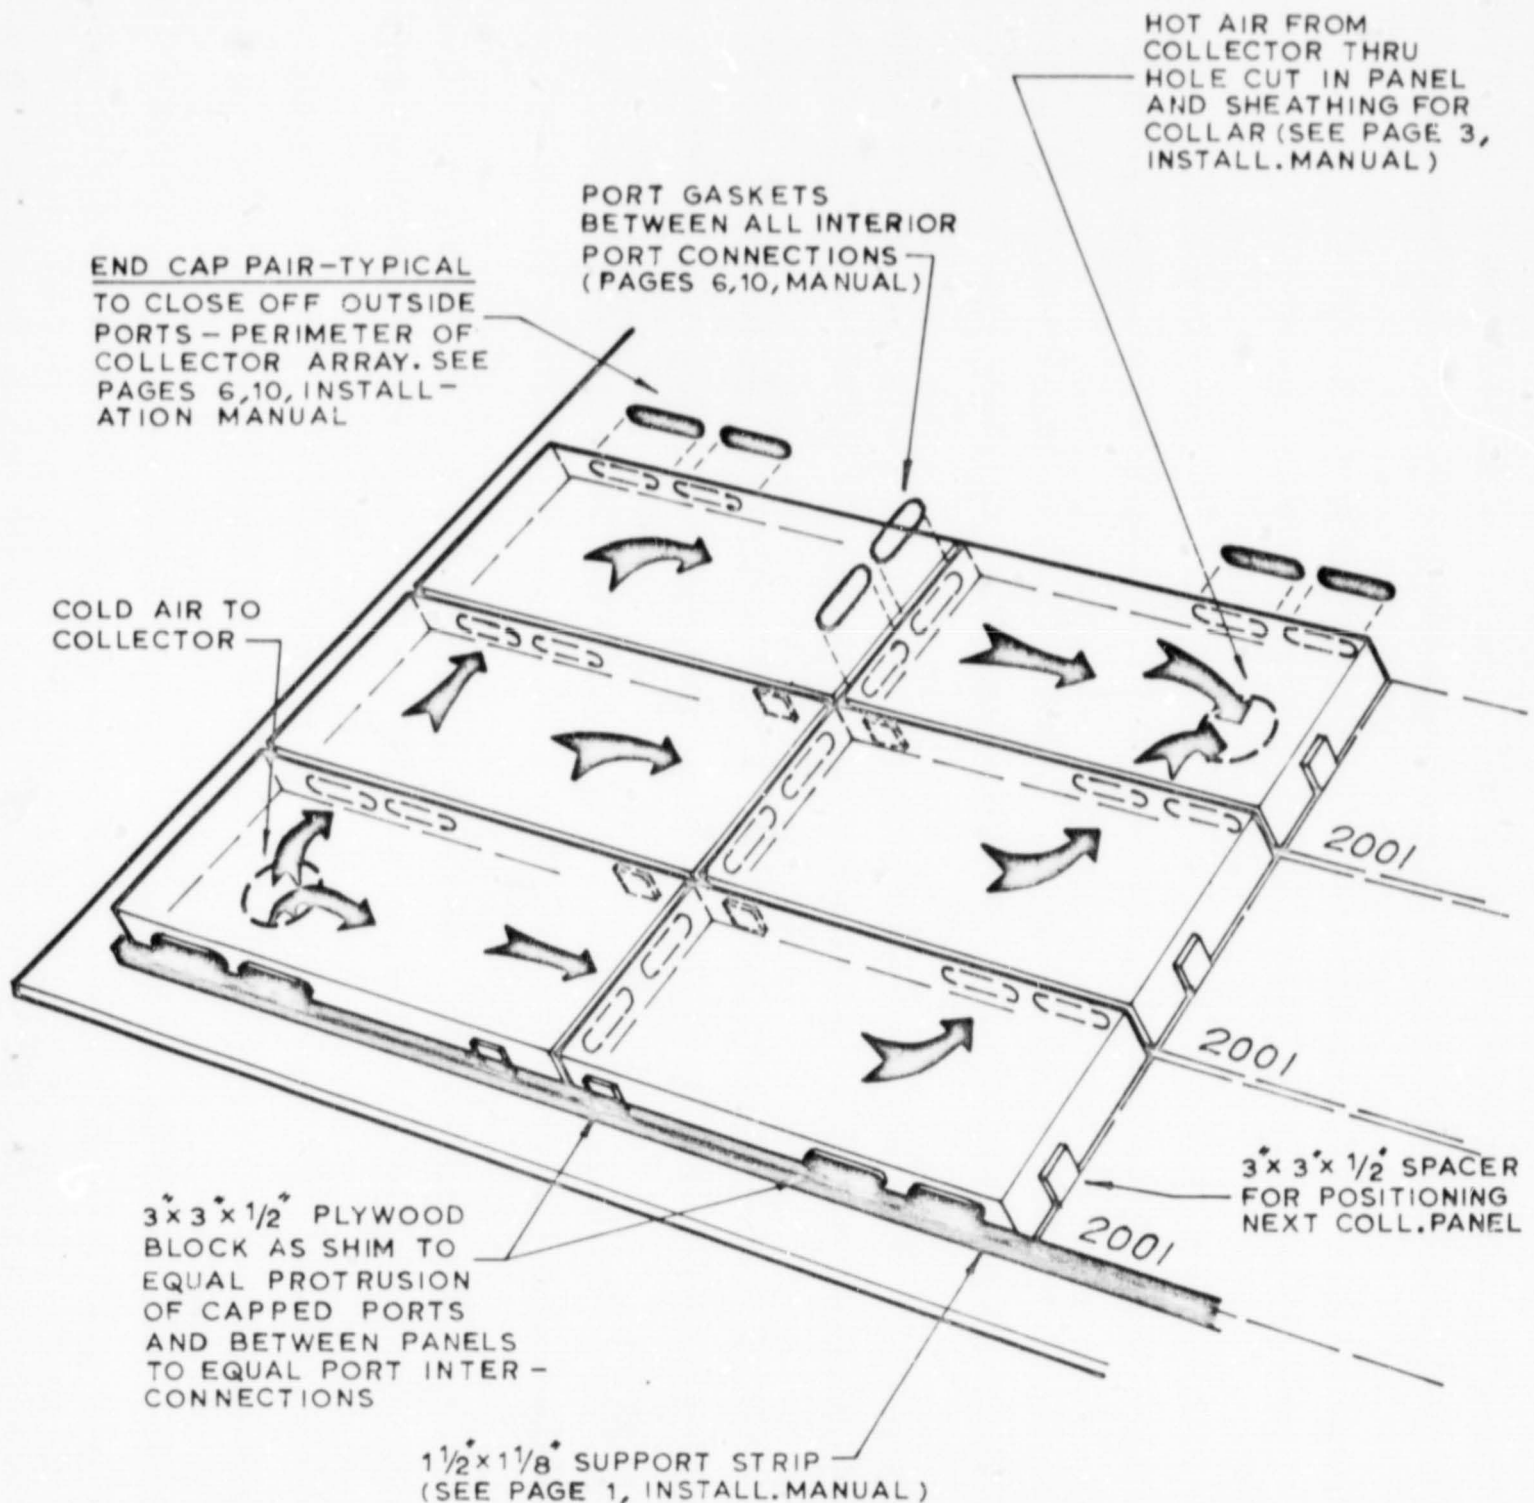 HOT AIR FROM
COLLECTOR THRU
HOLE CUT IN PANEL
AND SHEATHING FOR
COLLAR (SEE PAGE 3,
INSTALL.MANUAL)
PORT GASKETS
BETWEEN ALL INTERIOR
PORT CONNECTIONS
(PAGES 6,10, MANUAL)
END CAP PAIR-TYPICAL
TO CLOSE OFF OUTSIDE
PORTS - PERIMETER OF
COLLECTOR ARRAY. SEE
PAGES 6,10, INSTALL-
ATION MANUAL
COLD AIR TO
COLLECTOR
2001
2001
2001
3"x 3"x 1/2" SPACER
FOR POSITIONING
NEXT COLL.PANEL
3"x 3"x 1/2" PLYWOOD
BLOCK AS SHIM TO
EQUAL PROTRUSION
OF CAPPED PORTS
AND BETWEEN PANELS
TO EQUAL PORT INTER-
CONNECTIONS
1 1/2"x 1 1/8" SUPPORT STRIP
(SEE PAGE 1, INSTALL.MANUAL)